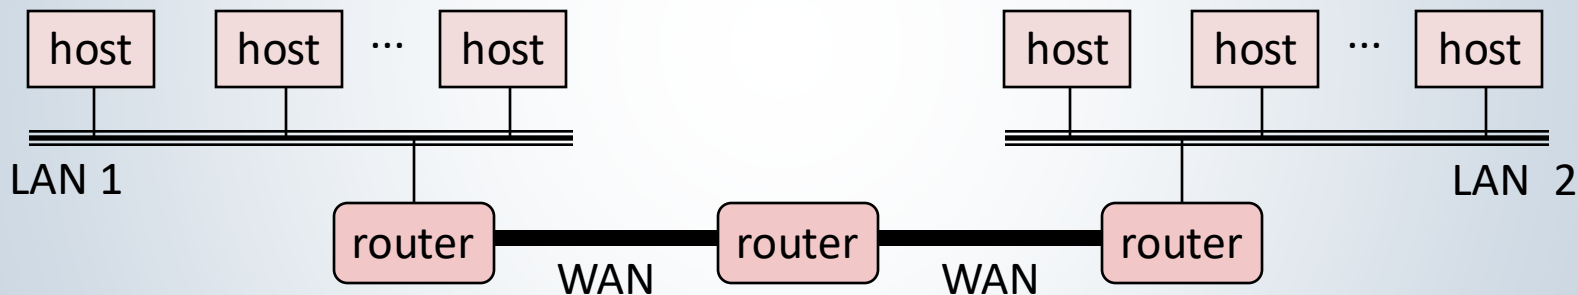 host host ... host host host ... host
LAN 1 LAN 2
router router router
WAN WAN